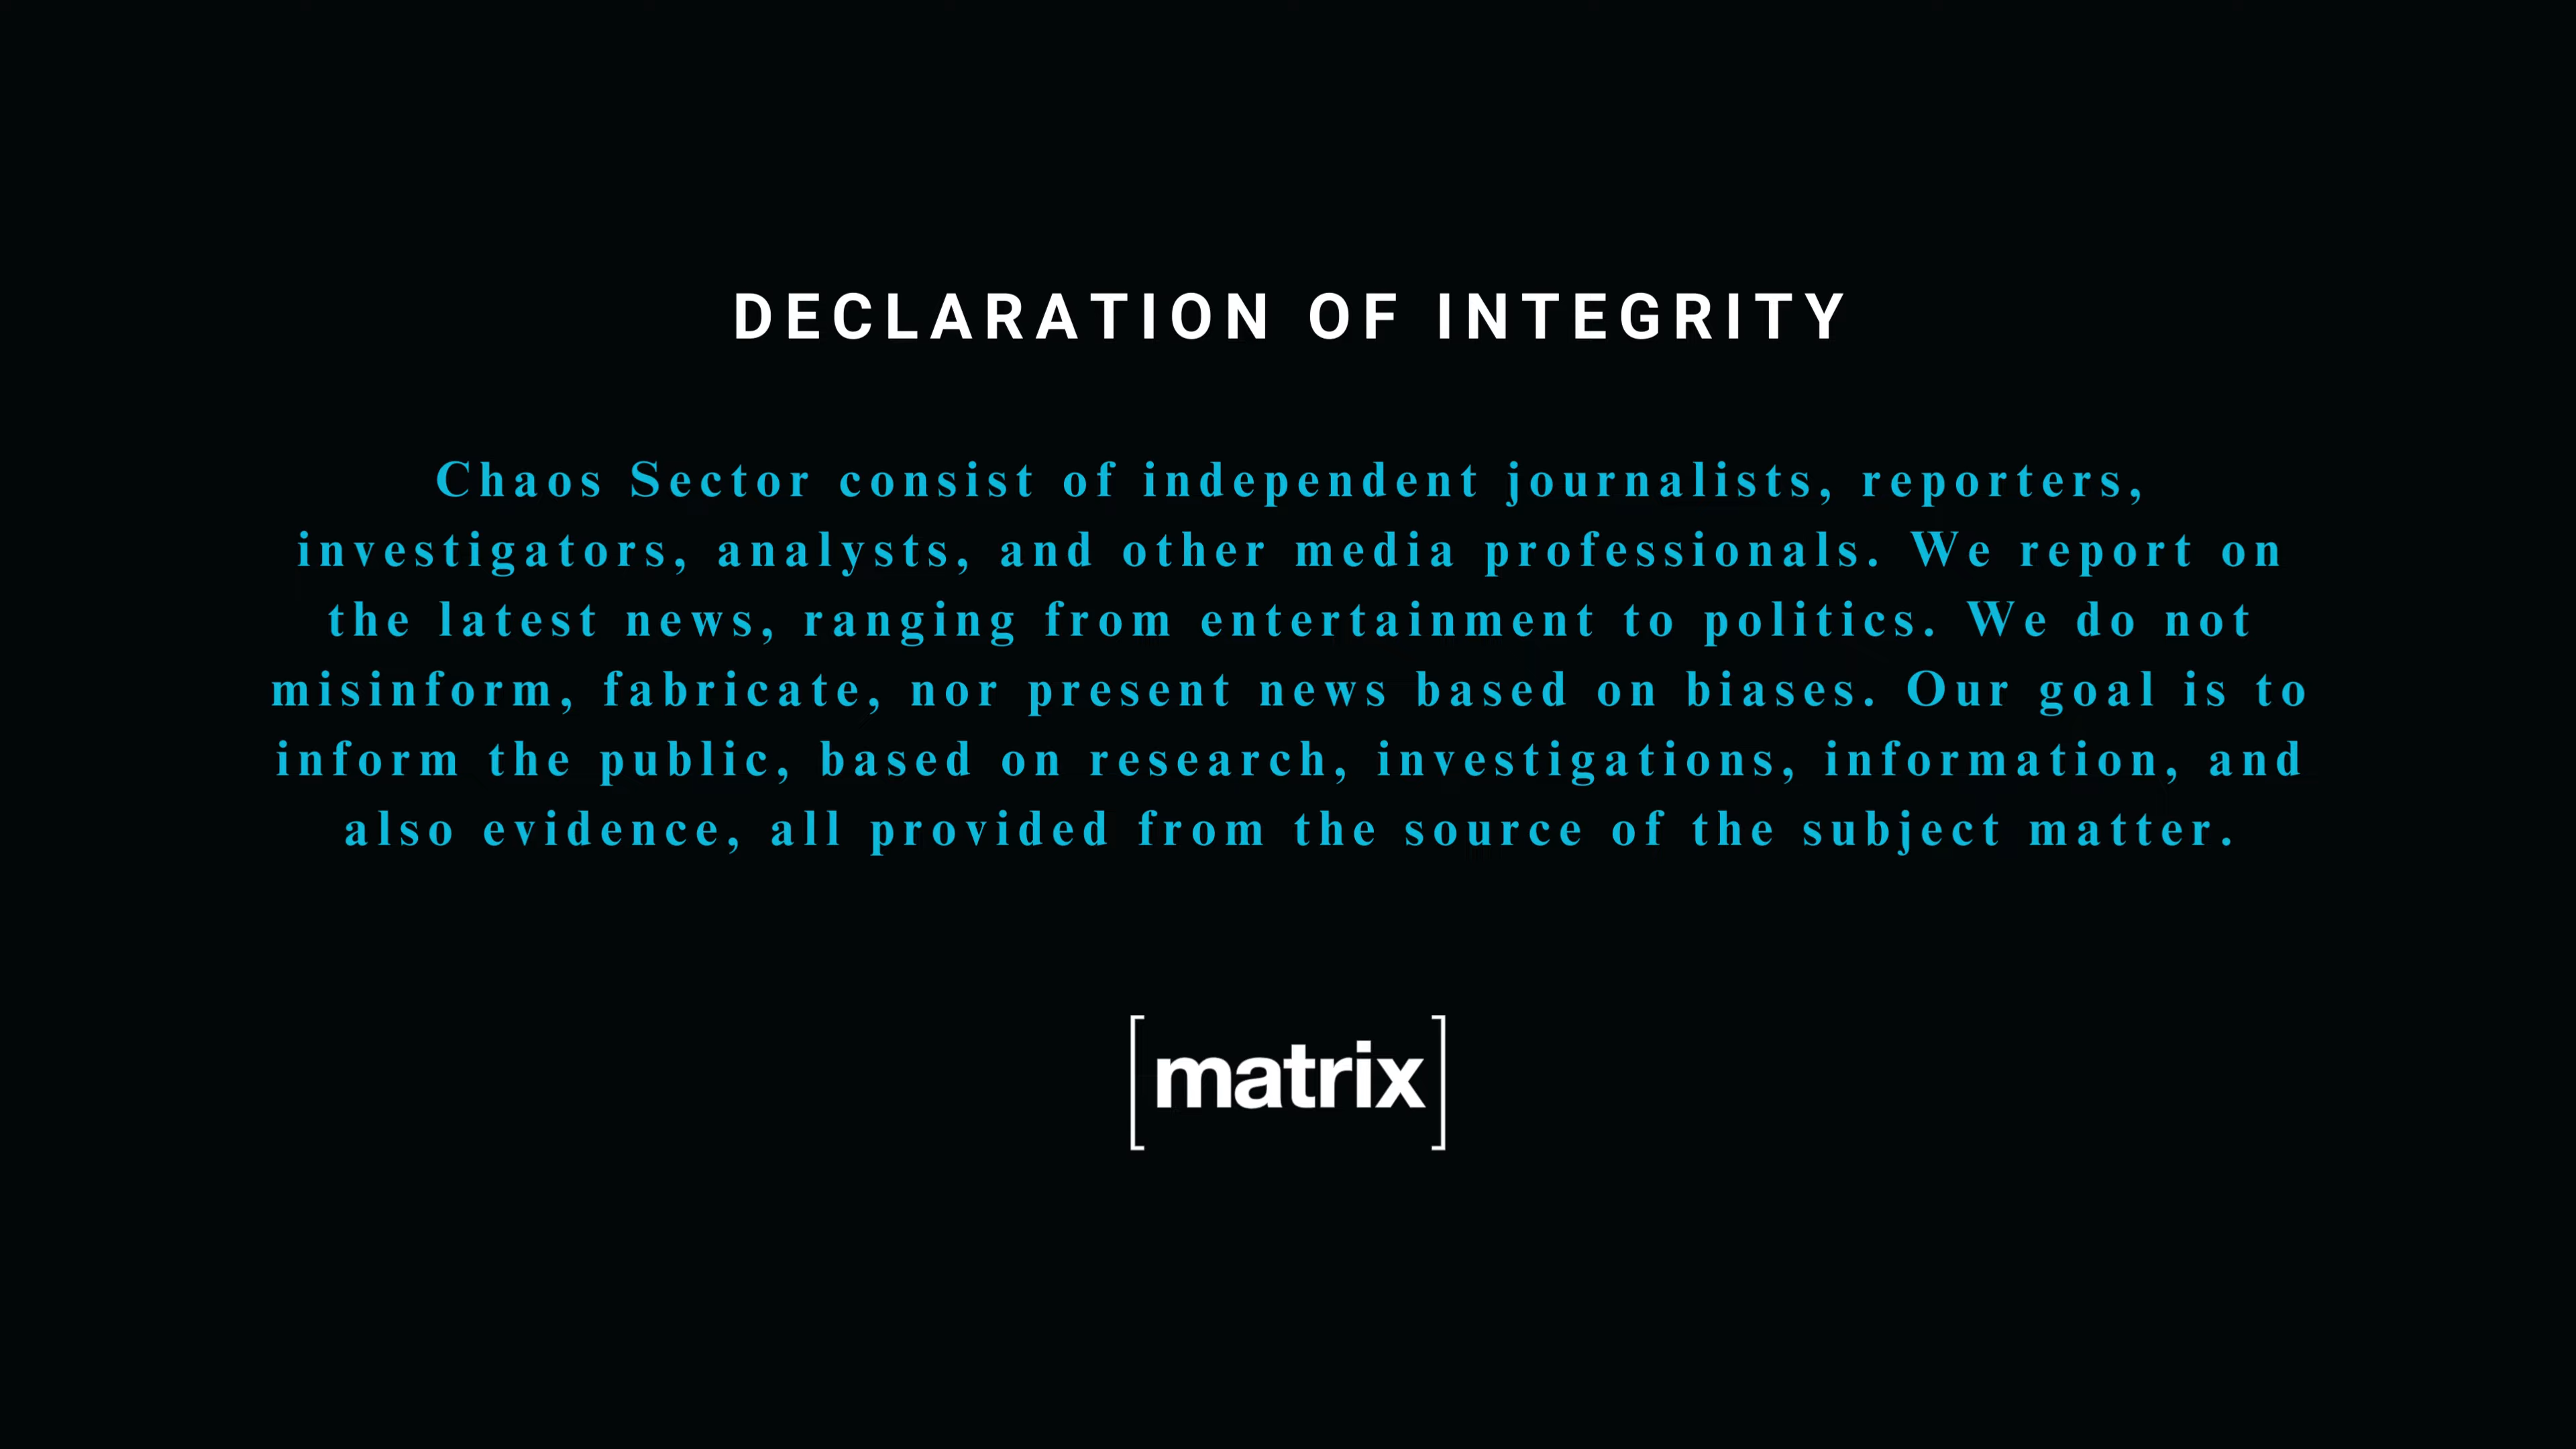 DECLARATION OF INTEGRITY
Chaos Sector consist of independent journalists, reporters,
investigators, analysts, and other media professionals. We report on
the latest news, ranging from entertainment to politics. We do not
misinform, fabricate, nor present news based on biases. Our goal is to
inform the public, based on research, investigations, information, and
also evidence, all provided from the source of the subject matter.
[matrix]